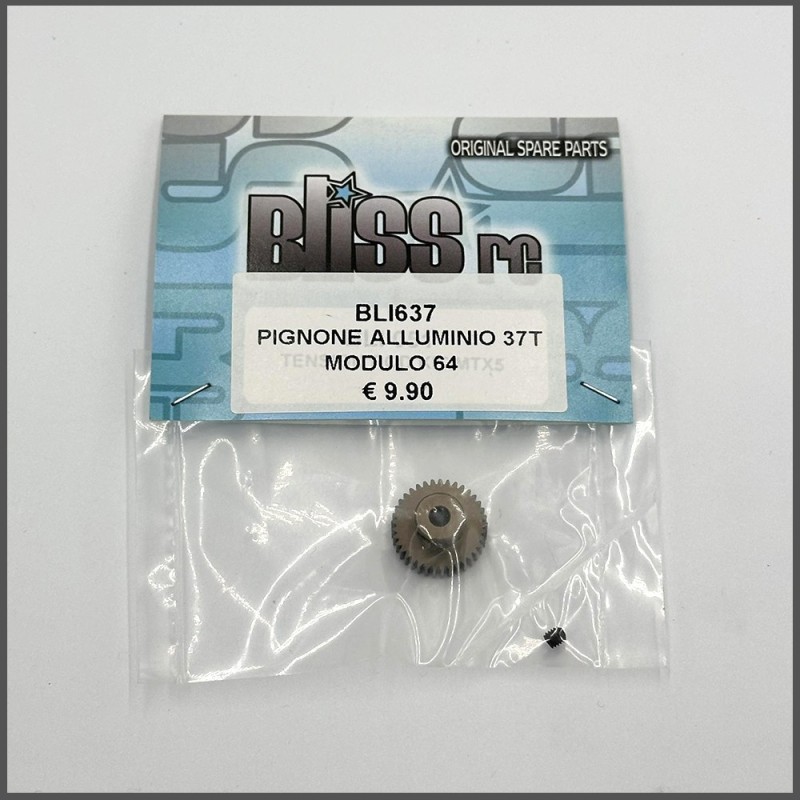 ORIGINAL SPARE PARTS
Bliss rc
BLI637
PIGNONE ALLUMINIO 37T
MODULO 64
€ 9.90